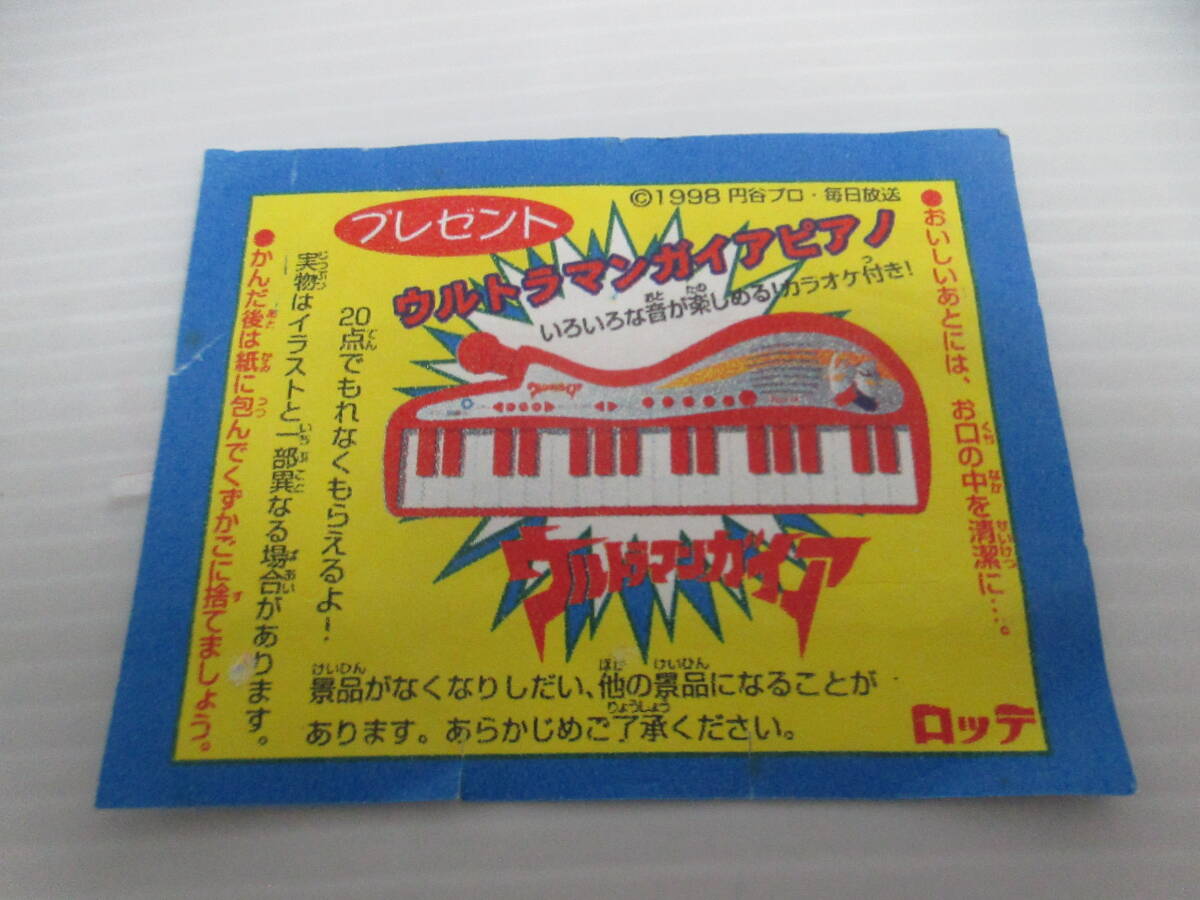 ©1998 円谷プロ・毎日放送
プレゼント
ウルトラマンガイアピアノ
いろいろな音が楽しめる!カラオケ付き!
●おいしいあとには、お口の中を清潔に…。
20点でもれなくもらえるよー!
実物はイラストと一部異なる場合があります。
●かんだ後は紙に包んでくずかごに捨てましょう。
ウルトラマンガイア
景品がなくなりしだい、他の景品になることが
あります。あらかじめご了承ください。
ロッテ